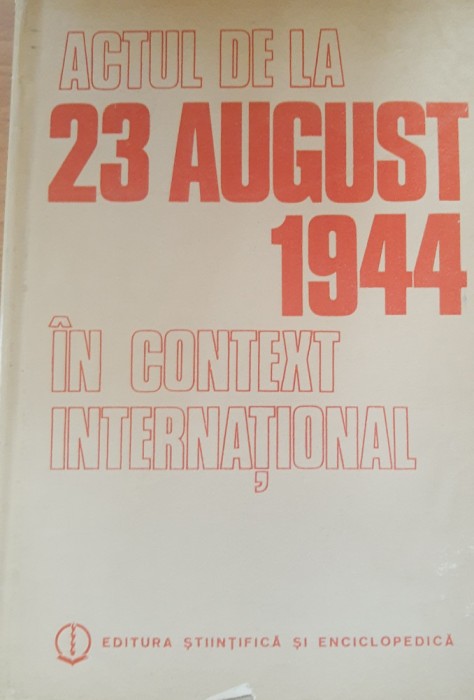 ACTUL DE LA
23 AUGUST
1944
ÎN CONTEXT
INTERNAȚIONAL
EDITURA ȘTIINȚIFICĂ ȘI ENCICLOPEDICĂ